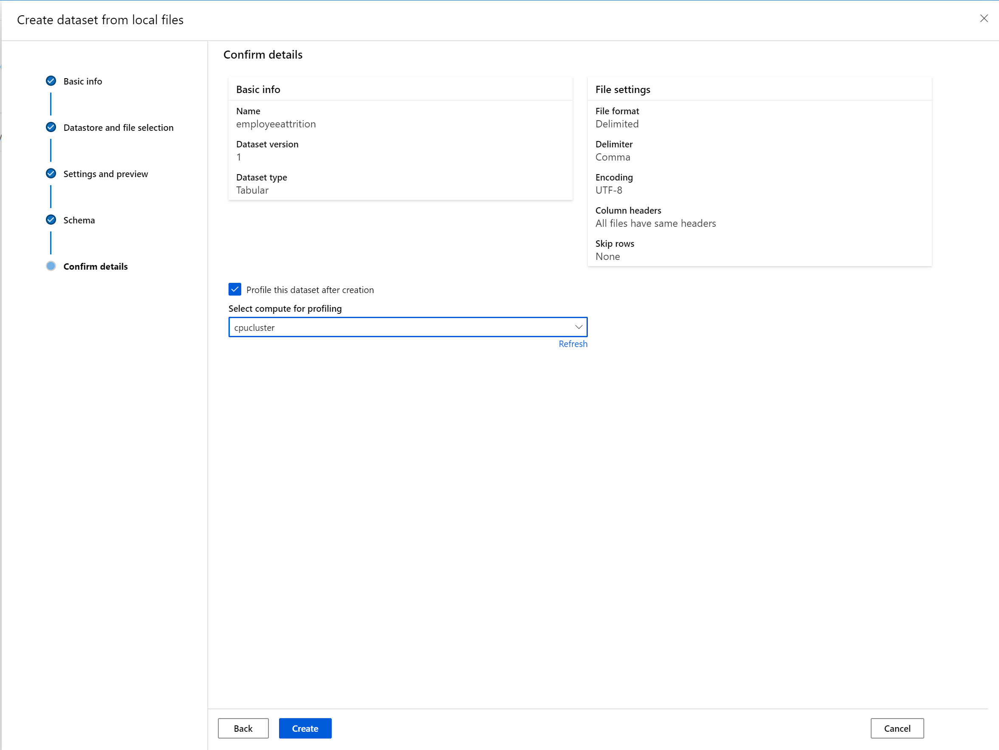 Create dataset from local files
Basic info
Datastore and file selection
Settings and preview
Schema
Confirm details
Confirm details
Basic info
Name
employeeattrition
Dataset version
1
Dataset type
Tabular
File settings
File format
Delimited
Delimiter
Comma
Encoding
UTF-8
Column headers
All files have same headers
Skip rows
None
Profile this dataset after creation
Select compute for profiling
cpucluster
Refresh
Back
Create
Cancel